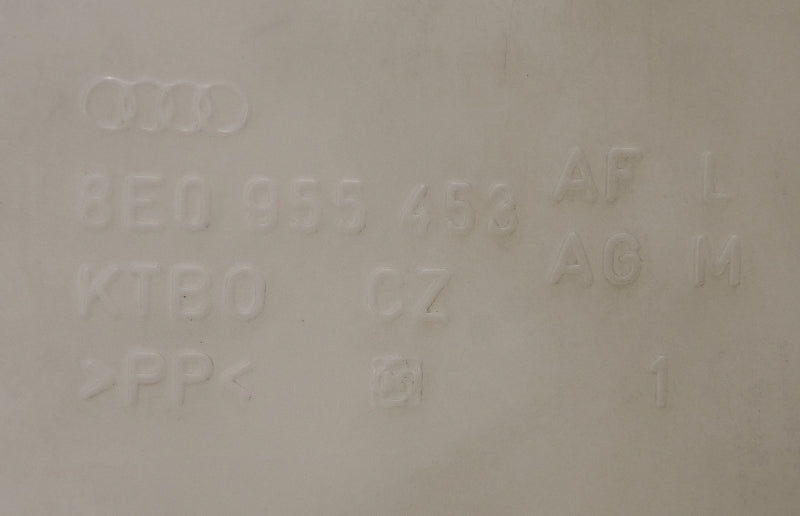 8E0 955 453 AF L
AG M
KTBO CZ
>PP<
1